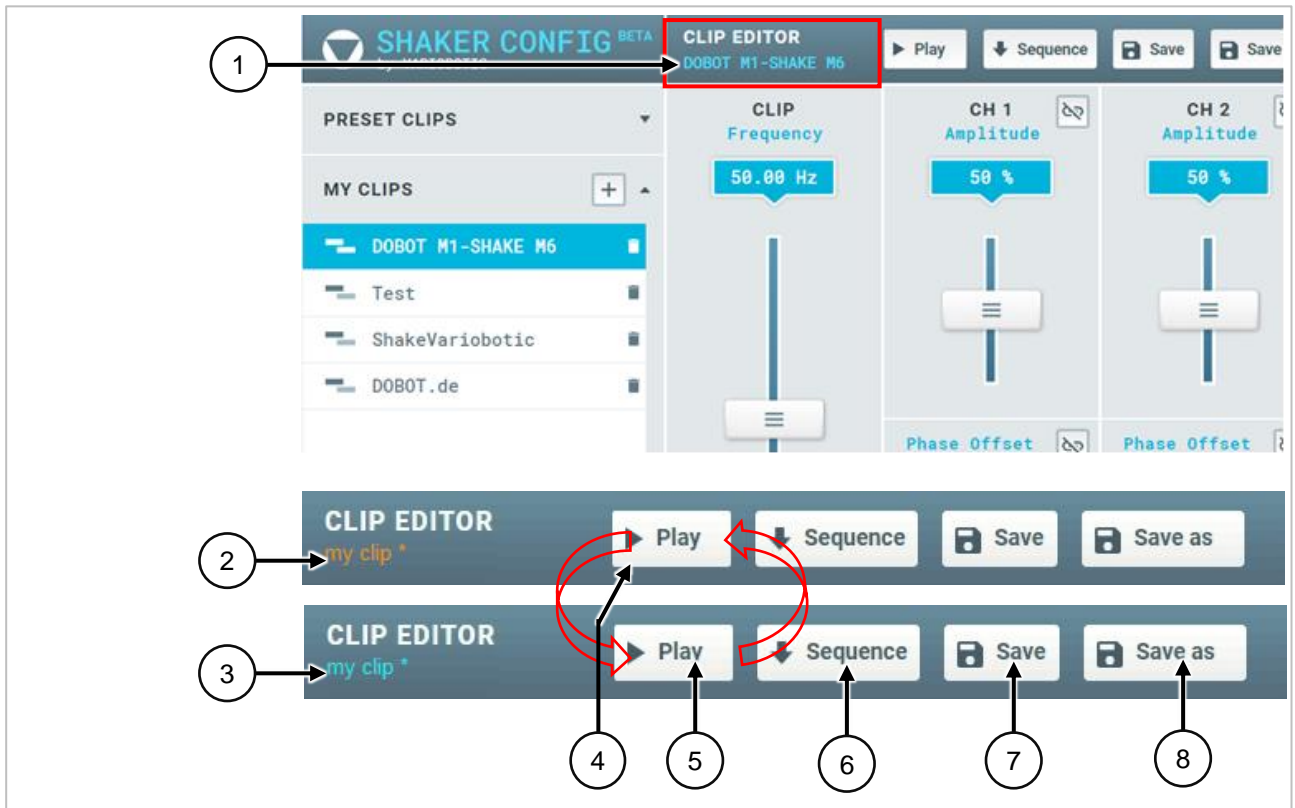 SHAKER CONFIG BETA
by VARIOBOTIC
CLIP EDITOR
DOBOT M1-SHAKE M6
Play
Sequence
Save
Save
1
PRESET CLIPS
MY CLIPS
+
DOBOT M1-SHAKE M6
Test
ShakeVariobotic
DOBOT.de
CLIP
Frequency
50.00 Hz
CH 1
Amplitude
50 %
Phase Offset
CH 2
Amplitude
50 %
Phase Offset
CLIP EDITOR
my clip *
Play
Sequence
Save
Save as
2
CLIP EDITOR
my clip *
Play
Sequence
Save
Save as
3
4
5
6
7
8